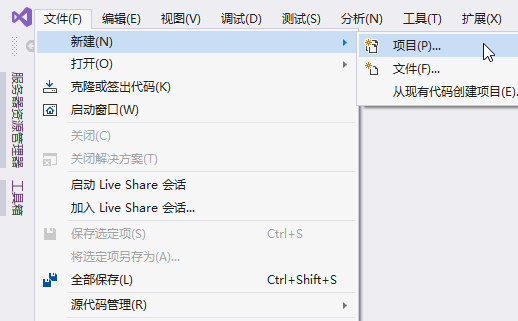 文件(F) 编辑(E) 视图(V) 调试(D) 测试(S) 分析(N) 工具(T) 扩展(X)
新建(N)
项目(P)...
打开(O)
文件(F)...
克隆或签出代码(K)
从现有代码创建项目(E).
启动窗口(W)
关闭(C)
关闭解决方案(T)
启动 Live Share 会话
加入 Live Share 会话...
保存选定项(S) Ctrl+S
将选定项另存为(A)...
全部保存(L) Ctrl+Shift+S
源代码管理(R)
服务器资源管理器
工具箱